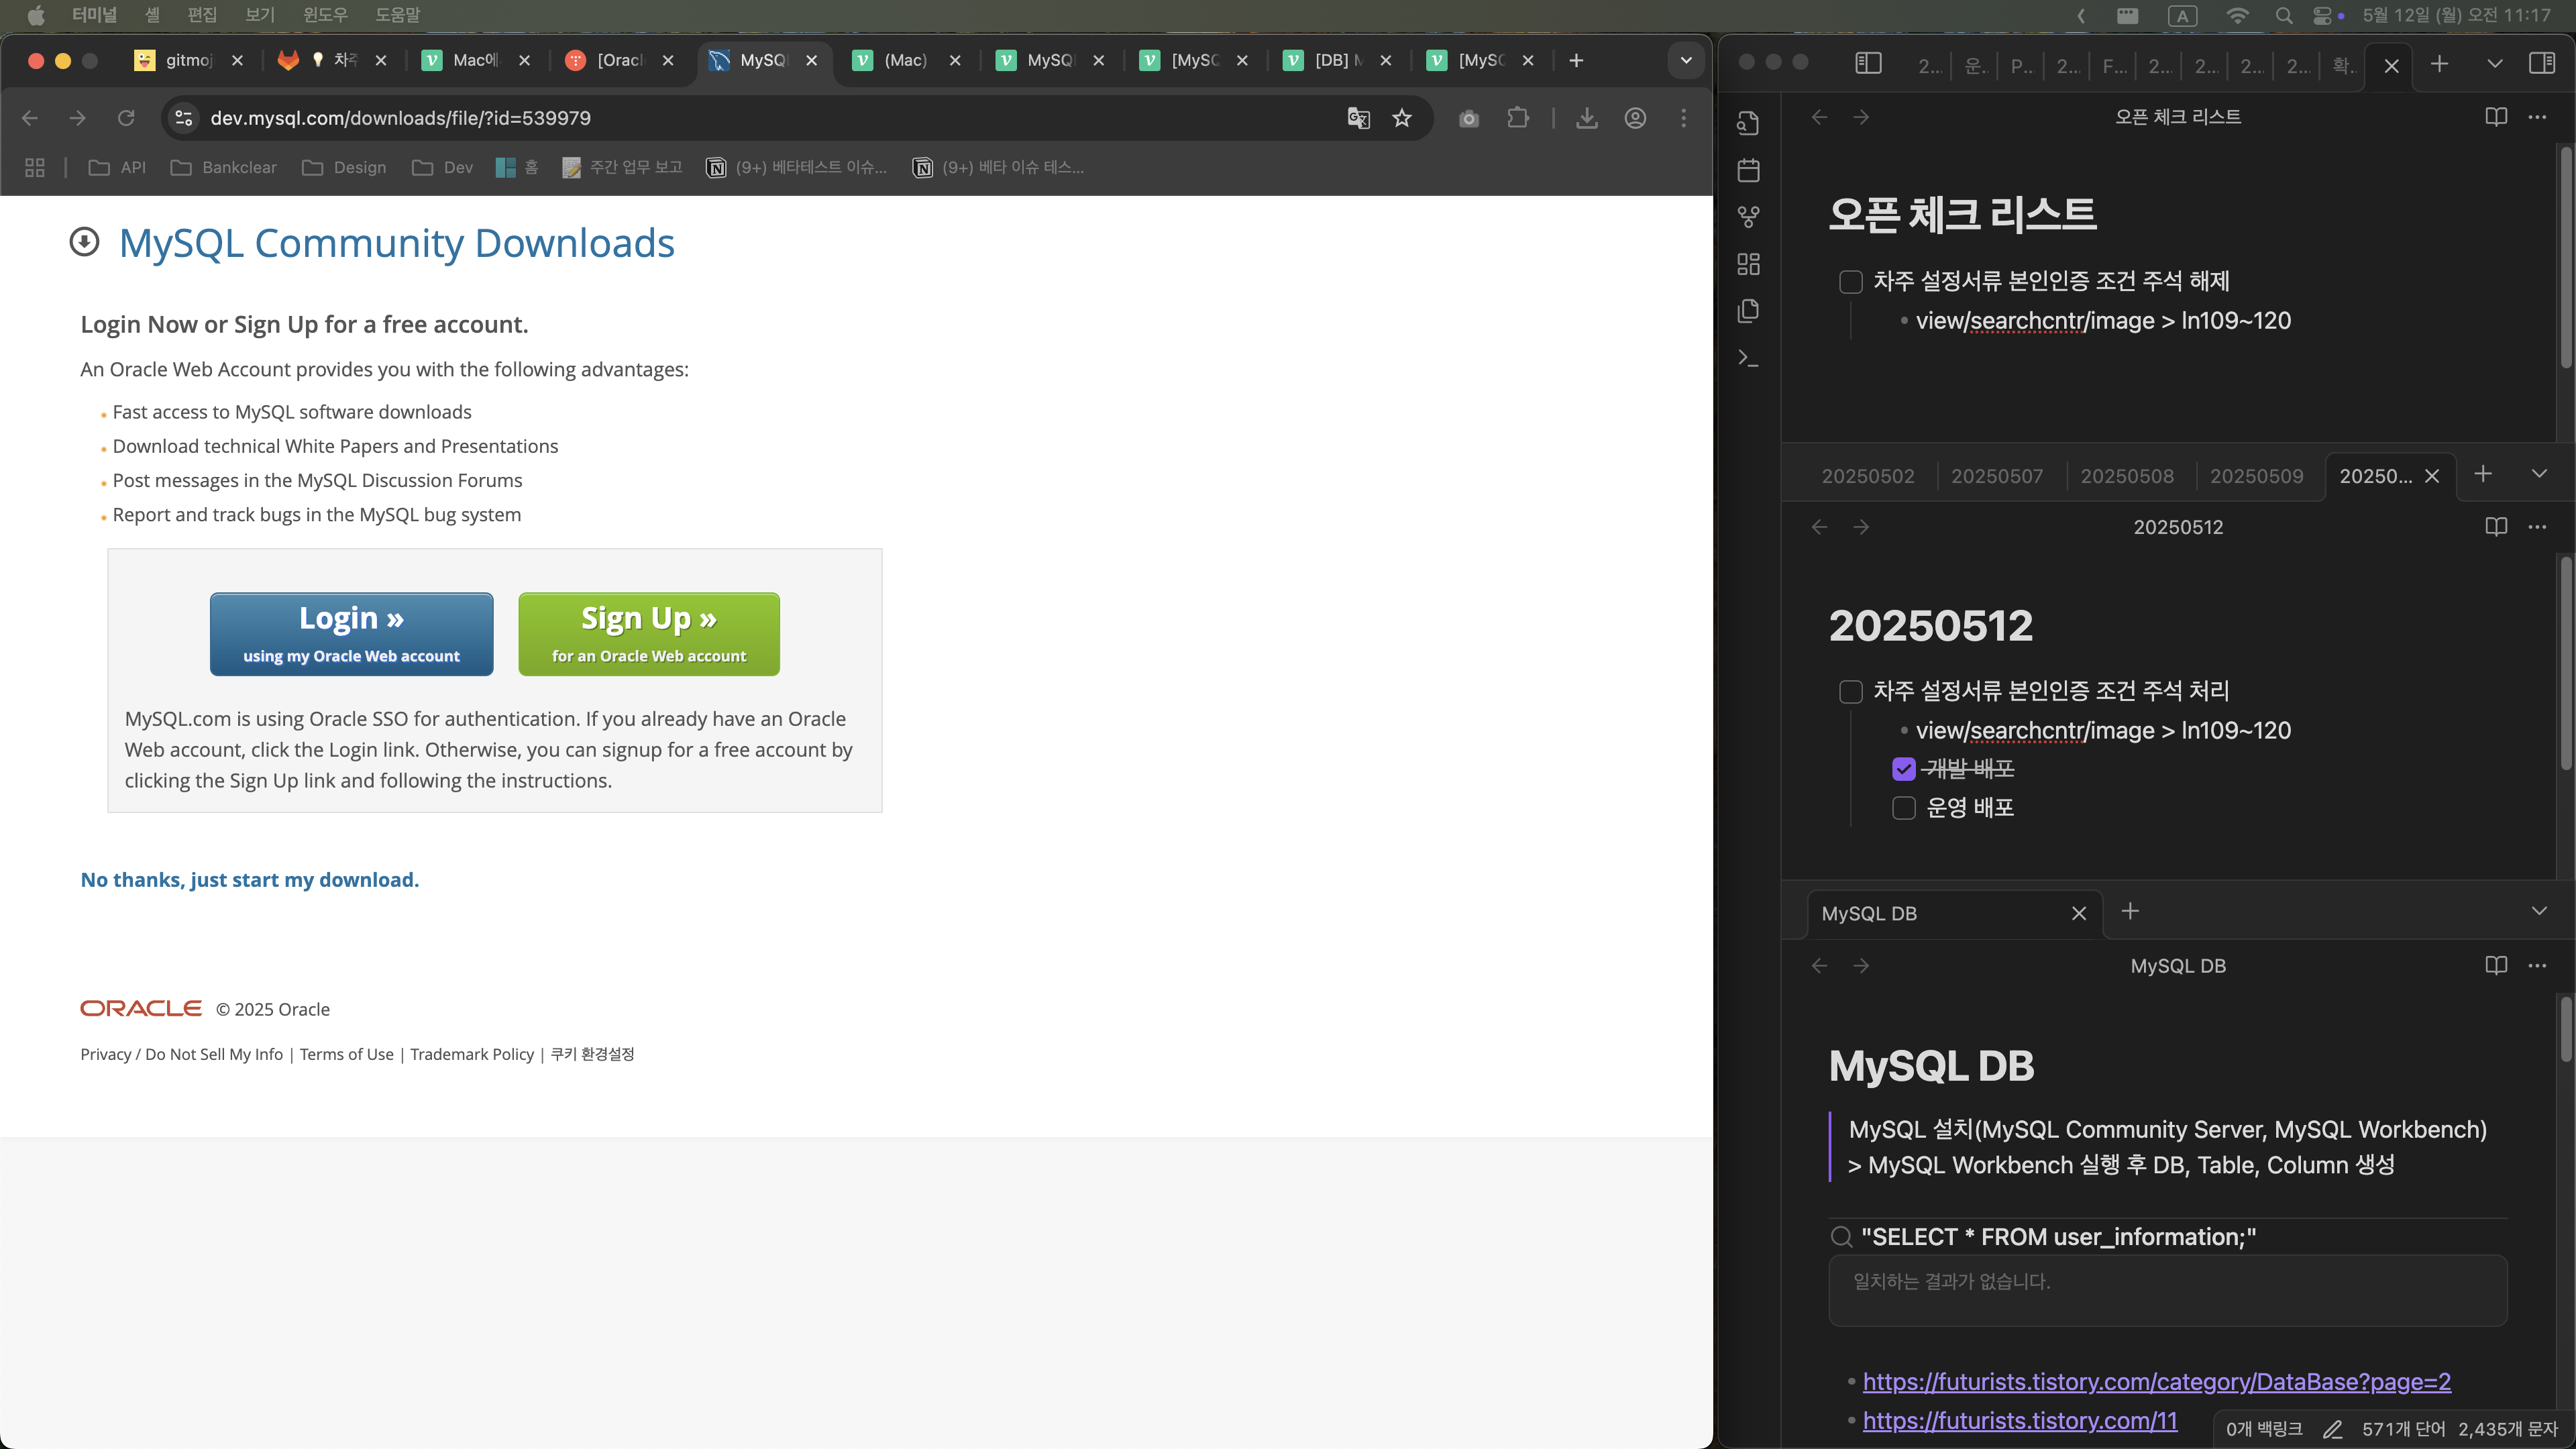 터미널 셸 편집 보기 윈도우 도움말
A 5월 12일 (월) 오전 11:17
gitmoj 차주 Mac에 [Oracl MySQL (Mac) MySQL [MySQ [DB] M [MySQ
dev.mysql.com/downloads/file/?id=539979
API Bankclear Design Dev 홈 주간 업무 보고 (9+) 베타테스트 이슈... (9+) 베타 이슈 테스...
MySQL Community Downloads
Login Now or Sign Up for a free account.
An Oracle Web Account provides you with the following advantages:
Fast access to MySQL software downloads
Download technical White Papers and Presentations
Post messages in the MySQL Discussion Forums
Report and track bugs in the MySQL bug system
Login »
using my Oracle Web account
Sign Up »
for an Oracle Web account
MySQL.com is using Oracle SSO for authentication. If you already have an Oracle
Web account, click the Login link. Otherwise, you can signup for a free account by
clicking the Sign Up link and following the instructions.
No thanks, just start my download.
ORACLE © 2025 Oracle
Privacy / Do Not Sell My Info | Terms of Use | Trademark Policy | 쿠키 환경설정
2... 운. P... 2... F... 2... 2... 2... 2... 확.
오픈 체크 리스트
오픈 체크 리스트
차주 설정서류 본인인증 조건 주석 해제
view/searchcntr/image > ln109~120
20250502 20250507 20250508 20250509 20250...
20250512
20250512
차주 설정서류 본인인증 조건 주석 처리
view/searchcntr/image > ln109~120
개발 배포
운영 배포
MySQL DB
MySQL DB
MySQL DB
MySQL 설치(MySQL Community Server, MySQL Workbench)
> MySQL Workbench 실행 후 DB, Table, Column 생성
"SELECT * FROM user_information;"
일치하는 결과가 없습니다.
https://futurists.tistory.com/category/DataBase?page=2
https://futurists.tistory.com/11
0개 백링크 571개 단어 2,435개 문자